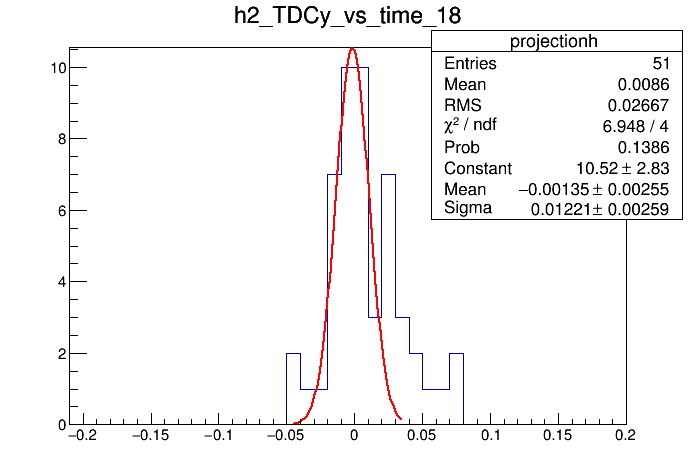 h2_TDCy_vs_time_18
projectionh
Entries 51
Mean 0.0086
RMS 0.02667
χ² / ndf 6.948 / 4
Prob 0.1386
Constant 10.52 ± 2.83
Mean −0.00135 ± 0.00255
Sigma 0.01221 ± 0.00259
10
8
6
4
2
0
−0.2 −0.15 −0.1 −0.05 0 0.05 0.1 0.15 0.2